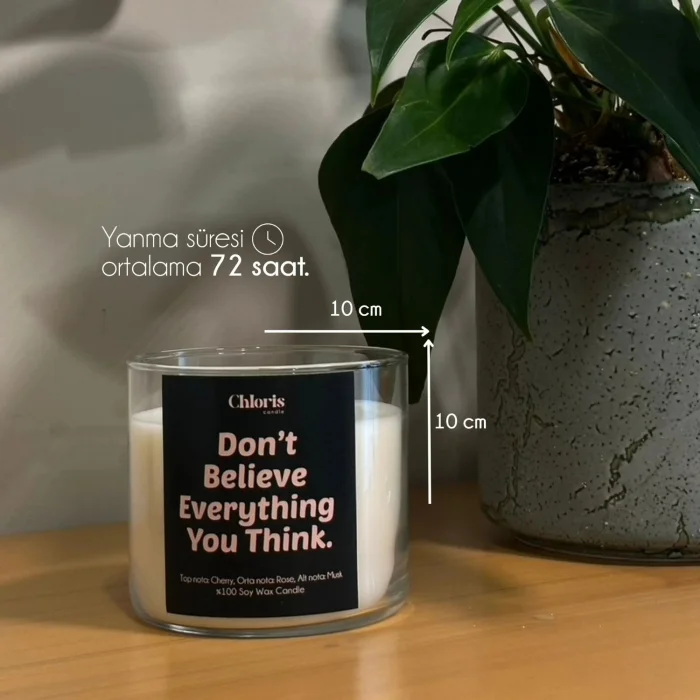 Yanma süresi
ortalama 72 saat.
10 cm
10 cm
Chloris
candle
Don't
Believe
Everything
You Think.
Top nota: Cherry, Orta nota: Rose, Alt nota: Musk
%100 Soy Wax Candle